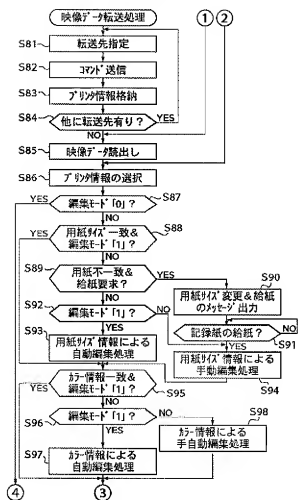 映像データ転送処理
①
②
S81
転送先指定
S82
コマンド送信
S83
プリンタ情報格納
S84
他に転送先有り？
YES
NO
S85
映像データ読出し
S86
プリンタ情報の選択
S87
YES
編集モード「0」？
NO
S88
YES
用紙サイズ一致&
編集モード「1」？
NO
S89
用紙不一致&
給紙要求？
YES
S90
NO
用紙サイズ変更&給紙
のメッセージ出力
S92
編集モード「1」？
NO
記録紙の給紙？
S91
YES
YES
S93
用紙サイズ情報による
自動編集処理
用紙サイズ情報による
手動編集処理
S94
YES
カラー情報一致&
編集モード「1」？
S95
NO
S96
編集モード「1」？
NO
S98
YES
カラー情報による
手自動編集処理
S97
カラー情報による
自動編集処理
④
③